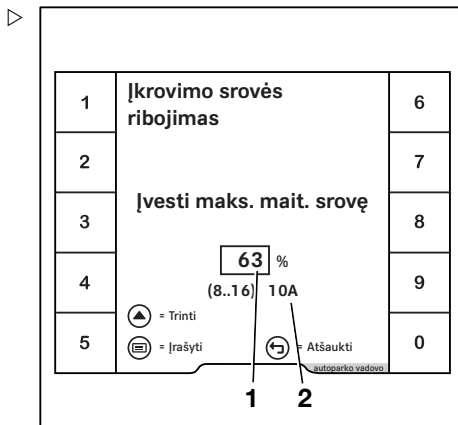 1
2
3
4
5
Įkrovimo srovės
ribojimas
Įvesti maks. mait. srovę
63 %
(8..16) 10A
= Trinti
= Įrašyti
= Atšaukti
autoparko vadovo
6
7
8
9
0
1 2